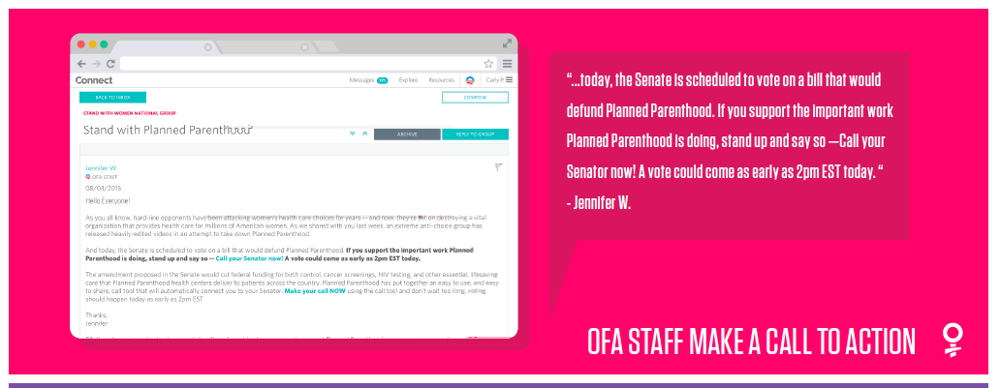 Connect
Messages
Explore
Resources
Carly P
BACK TO INBOX
COMPOSE
STAND WITH WOMEN NATIONAL GROUP
Stand with Planned Parenthood
ARCHIVE
REPLY TO GROUP
Jennifer W.
OFA STAFF
08/03/2015
Hello Everyone!
As you all know, hard-line opponents have been attacking women's health care choices for years -- and now, they're set on destroying a vital
organization that provides health care for millions of American women. As we shared with you last week, an extreme anti-choice group has
released heavily-edited videos in an attempt to take down Planned Parenthood.
And today, the Senate is scheduled to vote on a bill that would defund Planned Parenthood. If you support the important work Planned
Parenthood is doing, stand up and say so -- Call your Senator now! A vote could come as early as 2pm EST today.
The amendment proposed in the Senate would cut federal funding for birth control, cancer screenings, HIV testing, and other essential, lifesaving
care that Planned Parenthood health centers deliver to patients across the country. Planned Parenthood has put together an easy to use, and easy
to share, call tool that will automatically connect you to your Senator. Make your call NOW using the call tool and don't wait too long, voting
should happen today as early as 2pm EST.
Thanks,
Jennifer
“...today, the Senate is scheduled to vote on a bill that would
defund Planned Parenthood. If you support the important work
Planned Parenthood is doing, stand up and say so —Call your
Senator now! A vote could come as early as 2pm EST today. “
- Jennifer W.
OFA STAFF MAKE A CALL TO ACTION